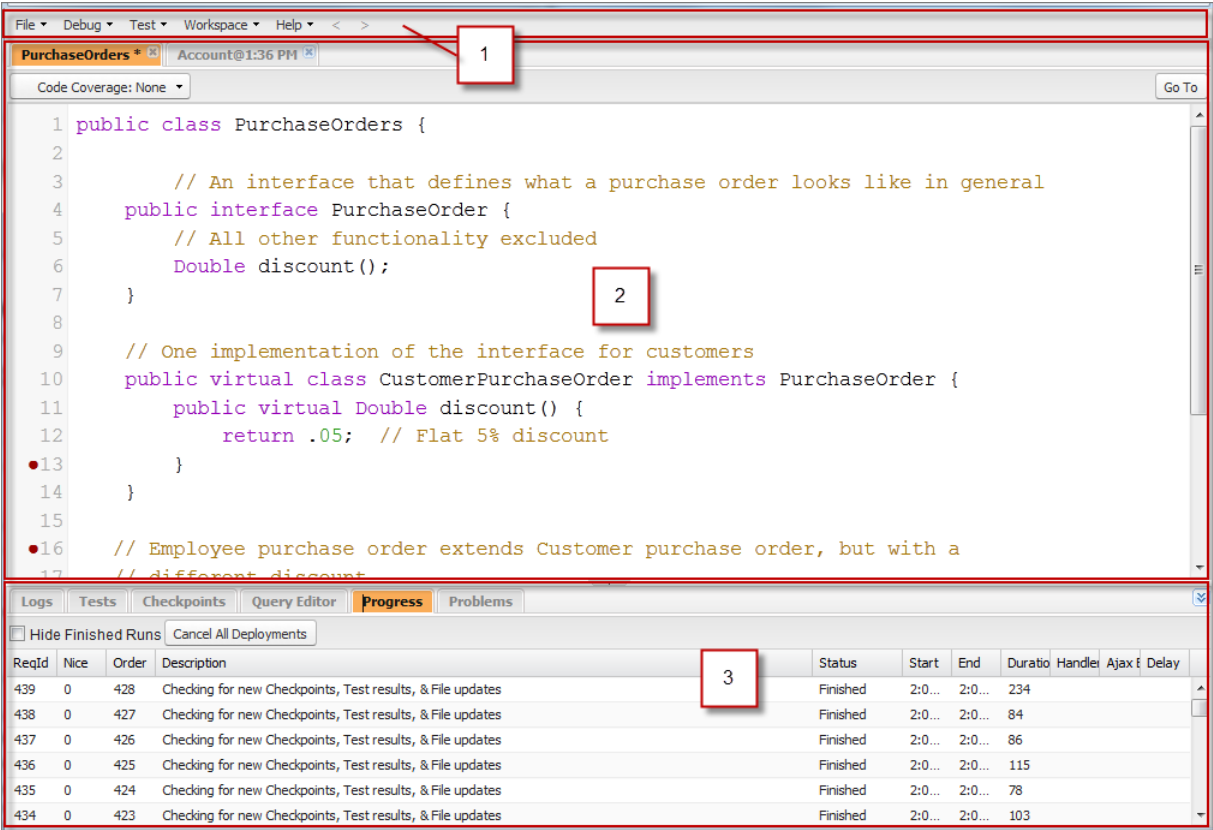 File Debug Test Workspace Help < >
1
PurchaseOrders * Account@1:36 PM
Code Coverage: None Go To
1 public class PurchaseOrders {
2
3 // An interface that defines what a purchase order looks like in general
4 public interface PurchaseOrder {
5 // All other functionality excluded
6 Double discount();
7 }
2
8
9 // One implementation of the interface for customers
10 public virtual class CustomerPurchaseOrder implements PurchaseOrder {
11 public virtual Double discount() {
12 return .05; // Flat 5% discount
13 }
14 }
15
16 // Employee purchase order extends Customer purchase order, but with a
17 // different discount
Logs Tests Checkpoints Query Editor Progress Problems
Hide Finished Runs Cancel All Deployments
ReqId Nice Order Description Status Start End Duratio Handler Ajax E Delay
3
439 0 428 Checking for new Checkpoints, Test results, & File updates Finished 2:0... 2:0... 234
438 0 427 Checking for new Checkpoints, Test results, & File updates Finished 2:0... 2:0... 84
437 0 426 Checking for new Checkpoints, Test results, & File updates Finished 2:0... 2:0... 86
436 0 425 Checking for new Checkpoints, Test results, & File updates Finished 2:0... 2:0... 115
435 0 424 Checking for new Checkpoints, Test results, & File updates Finished 2:0... 2:0... 78
434 0 423 Checking for new Checkpoints, Test results, & File updates Finished 2:0... 2:0... 103